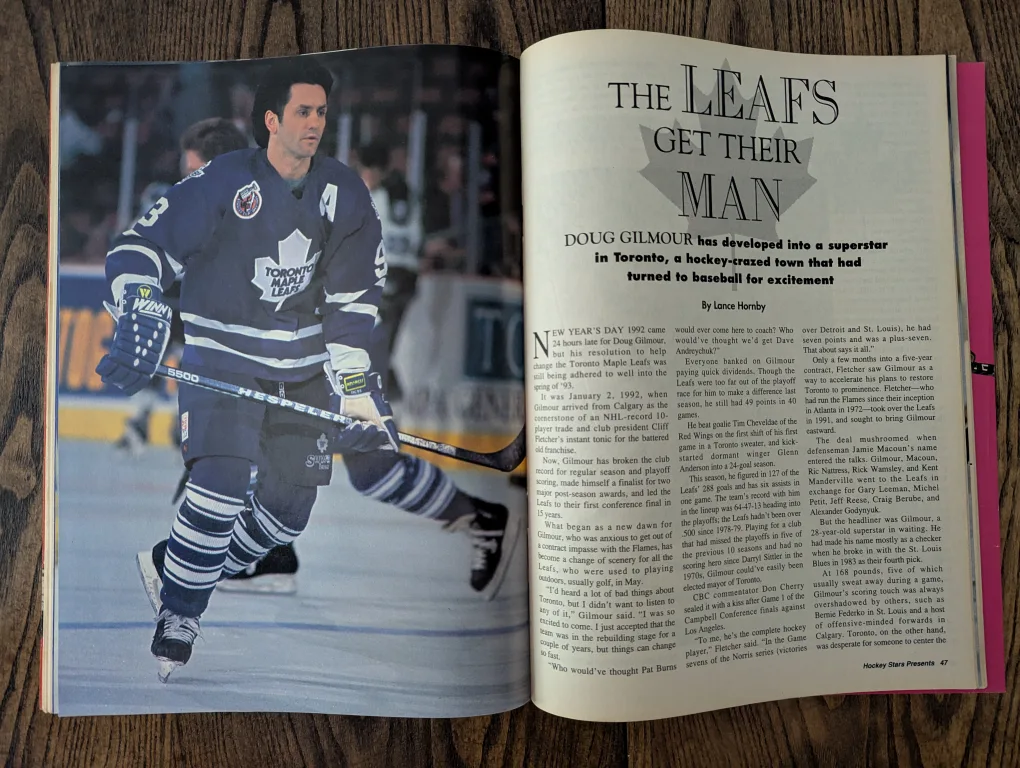 3
A
9
TORONTO
MAPLE
LEAFS
W
WINN
5500
HESPELER
THE LEAFS
GET THEIR
MAN
DOUG GILMOUR has developed into a superstar
in Toronto, a hockey-crazed town that had
turned to baseball for excitement
By Lance Hornby
NEW YEAR'S DAY 1992 came
24 hours late for Doug Gilmour,
but his resolution to help
change the Toronto Maple Leafs was
still being adhered to well into the
spring of '93.
It was January 2, 1992, when
Gilmour arrived from Calgary as the
cornerstone of an NHL-record 10-
player trade and club president Cliff
Fletcher's instant tonic for the battered
old franchise.
Now, Gilmour has broken the club
record for regular season and playoff
scoring, made himself a finalist for two
major post-season awards, and led the
Leafs to their first conference final in
15 years.
What began as a new dawn for
Gilmour, who was anxious to get out of
a contract impasse with the Flames, has
become a change of scenery for all the
Leafs, who were used to playing
outdoors, usually golf, in May.
"I'd heard a lot of bad things about
Toronto, but I didn't want to listen to
any of it," Gilmour said. "I was so
excited to come. I just accepted that the
team was in the rebuilding stage for a
couple of years, but things can change
so fast.
"Who would've thought Pat Burns
would ever come here to coach? Who
would've thought we'd get Dave
Andreychuk?"
Everyone banked on Gilmour
paying quick dividends. Though the
Leafs were too far out of the playoff
race for him to make a difference last
season, he still had 49 points in 40
games.
He beat goalie Tim Cheveldae of the
Red Wings on the first shift of his first
game in a Toronto sweater, and kick-
started dormant winger Glenn
Anderson into a 24-goal season.
This season, he figured in 127 of the
Leafs' 288 goals and has six assists in
one game. The team's record with him
in the lineup was 64-47-13 heading into
the playoffs; the Leafs hadn't been over
.500 since 1978-79. Playing for a club
that had missed the playoffs in five of
the previous 10 seasons and had no
scoring hero since Darryl Sittler in the
1970s, Gilmour could've easily been
elected mayor of Toronto.
CBC commentator Don Cherry
sealed it with a kiss after Game 1 of the
Campbell Conference finals against
Los Angeles.
"To me, he's the complete hockey
player," Fletcher said. "In the Game
sevens of the Norris series (victories
over Detroit and St. Louis), he had
seven points and was a plus-seven.
That about says it all."
Only a few months into a five-year
contract, Fletcher saw Gilmour as a
way to accelerate his plans to restore
Toronto to prominence. Fletcher—who
had run the Flames since their inception
in Atlanta in 1972—took over the Leafs
in 1991, and sought to bring Gilmour
eastward.
The deal mushroomed when
defenseman Jamie Macoun's name
entered the talks. Gilmour, Macoun,
Ric Nattress, Rick Wamsley, and Kent
Manderville went to the Leafs in
exchange for Gary Leeman, Michel
Petit, Jeff Reese, Craig Berube, and
Alexander Godynyuk.
But the headliner was Gilmour, a
28-year-old superstar in waiting. He
had made his name mostly as a checker
when he broke in with the St. Louis
Blues in 1983 as their fourth pick.
At 168 pounds, five of which
usually sweat away during a game,
Gilmour's scoring touch was always
overshadowed by others, such as
Bernie Federko in St. Louis and a host
of offensive-minded forwards in
Calgary. Toronto, on the other hand,
was desperate for someone to center the
Hockey Stars Presents 47